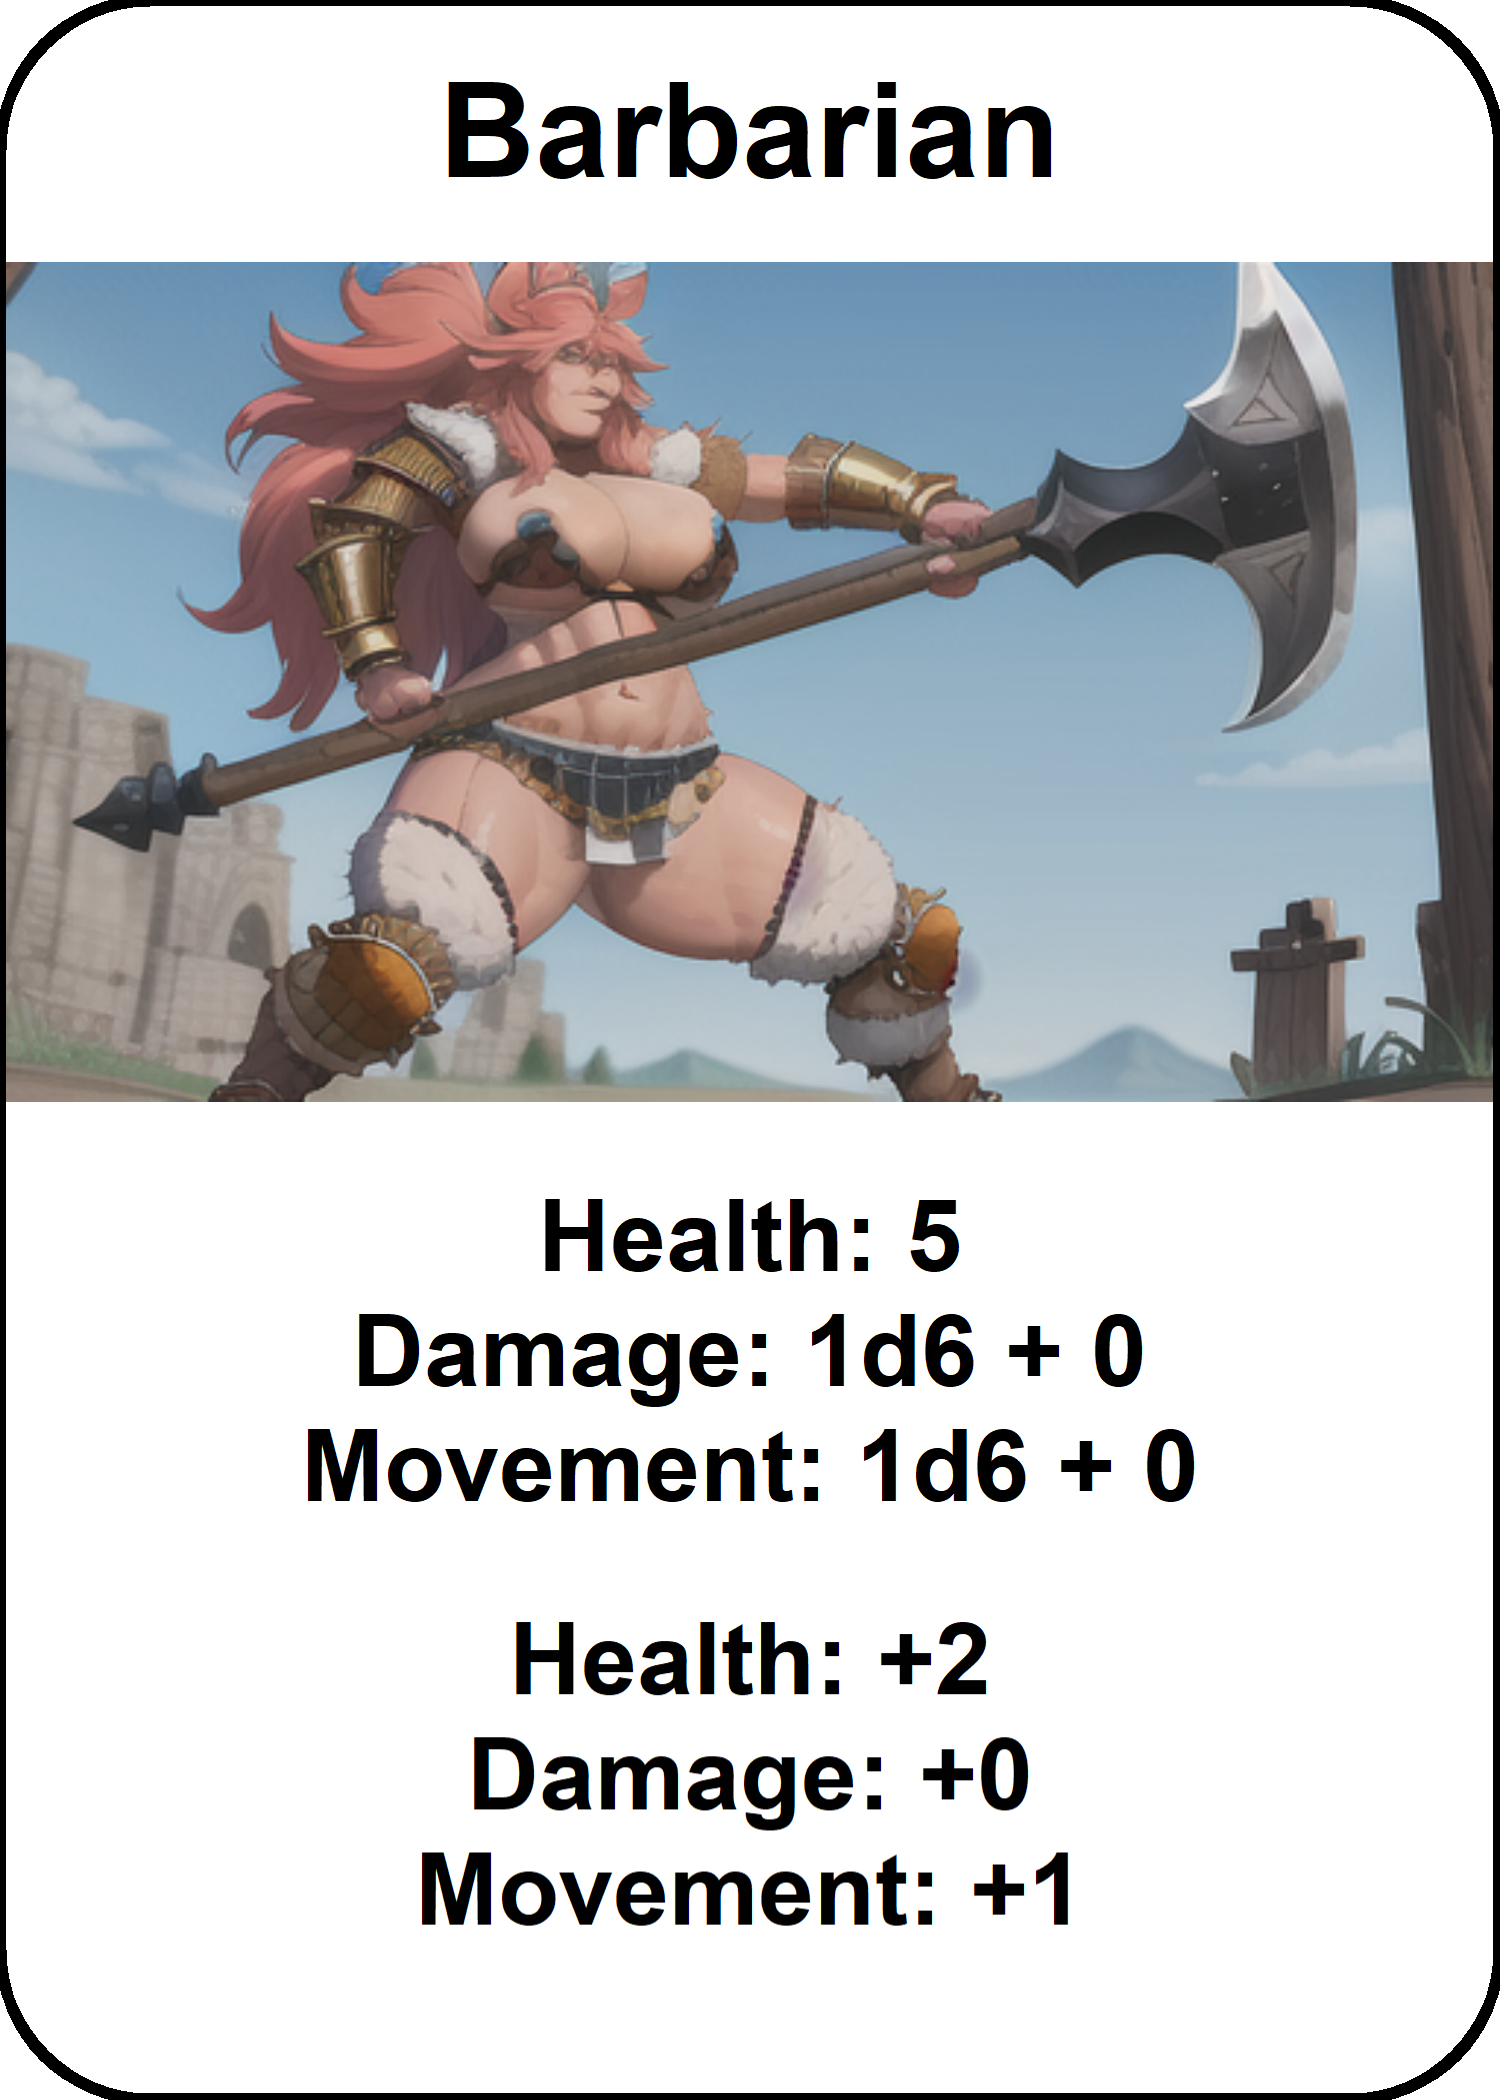 Barbarian
Health: 5
Damage: 1d6 + 0
Movement: 1d6 + 0
Health: +2
Damage: +0
Movement: +1